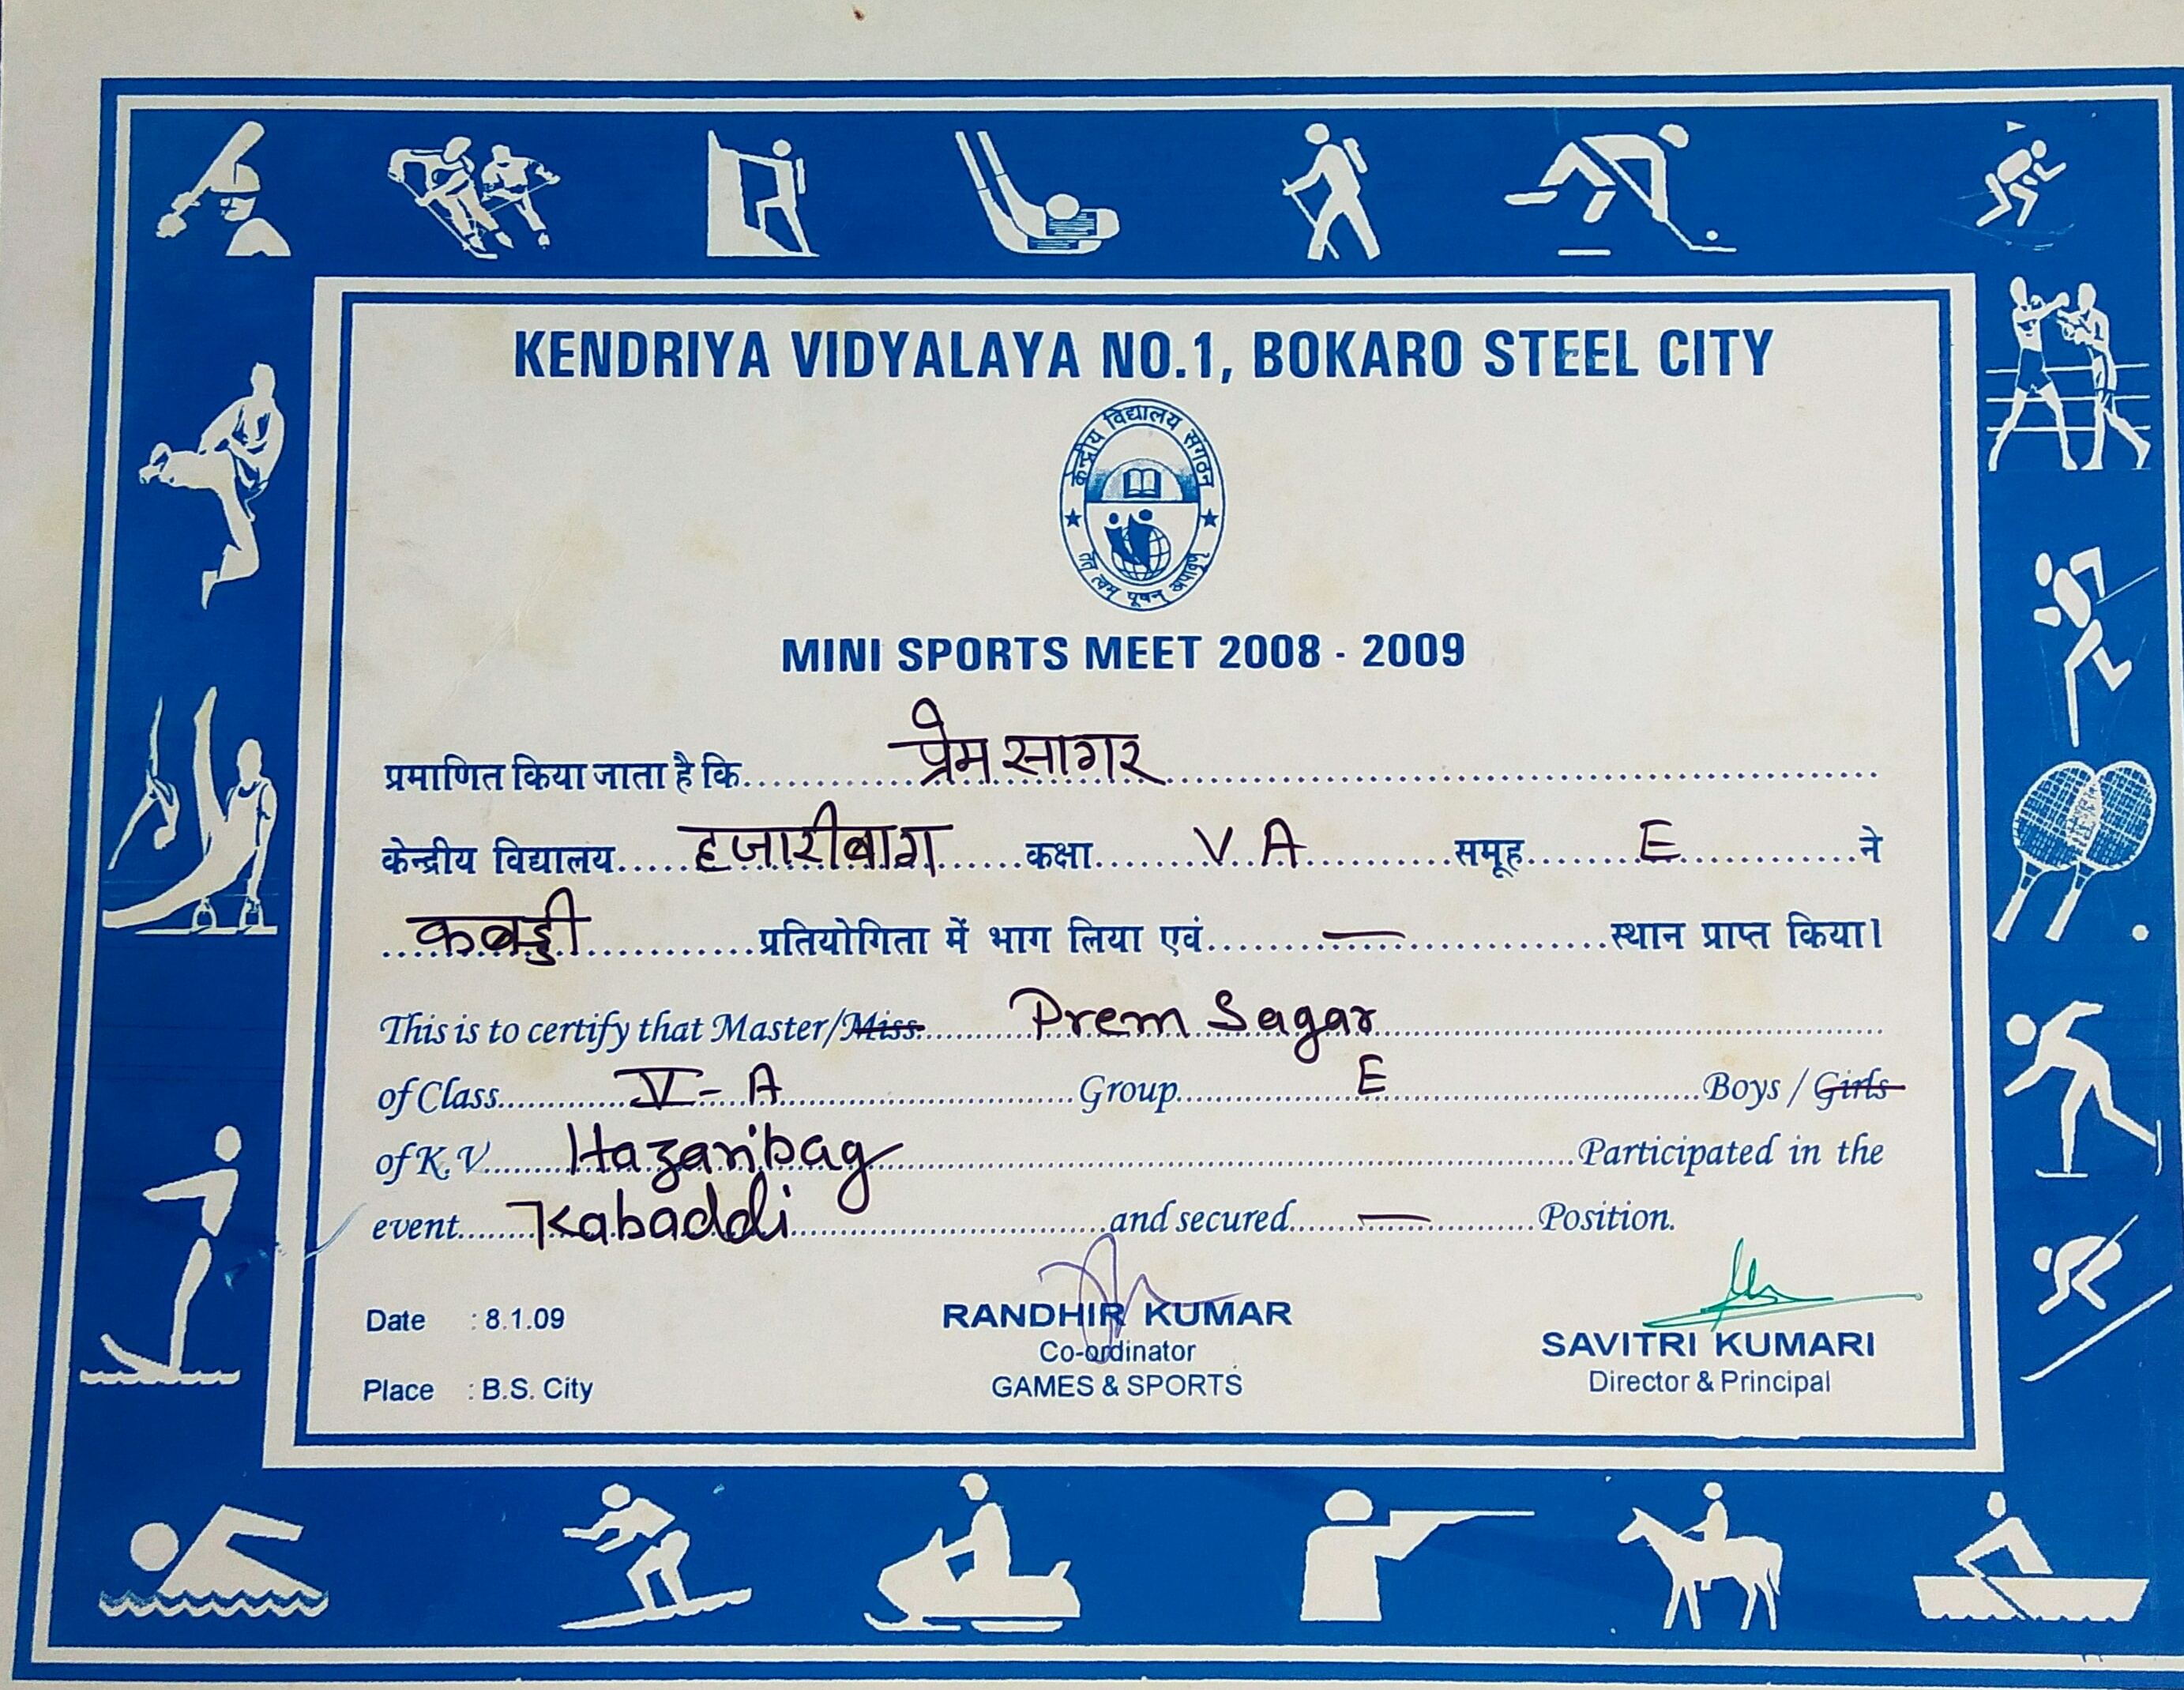 KENDRIYA VIDYALAYA NO.1, BOKARO STEEL CITY
केन्द्रीय विद्यालय संगठन
तत् त्वम् पूषन् अपावृणु
MINI SPORTS MEET 2008 - 2009
प्रमाणित किया जाता है कि..........प्रेम सागर..........
केन्द्रीय विद्यालय.....हजारीबाग......कक्षा.......V A..........समूह.......E............ने
...कबड्डी...........प्रतियोगिता में भाग लिया एवं.......—.............स्थान प्राप्त किया।
This is to certify that Master/Miss..........Prem Sagar..........
of Class..........V - A..........Group..........E..........Boys / Girls
of K.V.......Hazaribag..........Participated in the
event.......Kabaddi..........and secured.......—..........Position.
Date : 8.1.09
Place : B.S. City
RANDHIR KUMAR
Co-ordinator
GAMES & SPORTS
SAVITRI KUMARI
Director & Principal